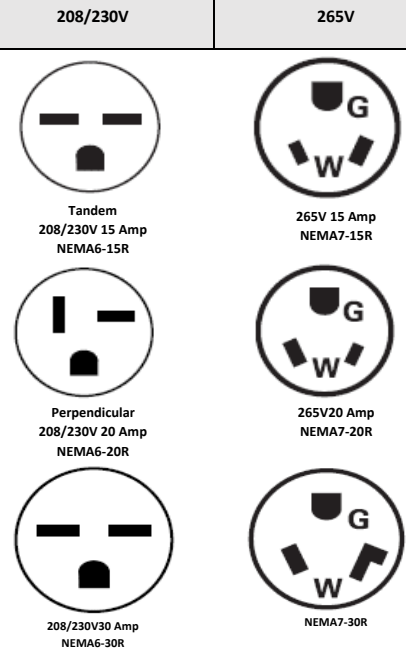 208/230V
265V
G
W
Tandem
208/230V 15 Amp
NEMA6-15R
265V 15 Amp
NEMA7-15R
G
W
Perpendicular
208/230V 20 Amp
NEMA6-20R
265V20 Amp
NEMA7-20R
G
W
208/230V30 Amp
NEMA6-30R
NEMA7-30R